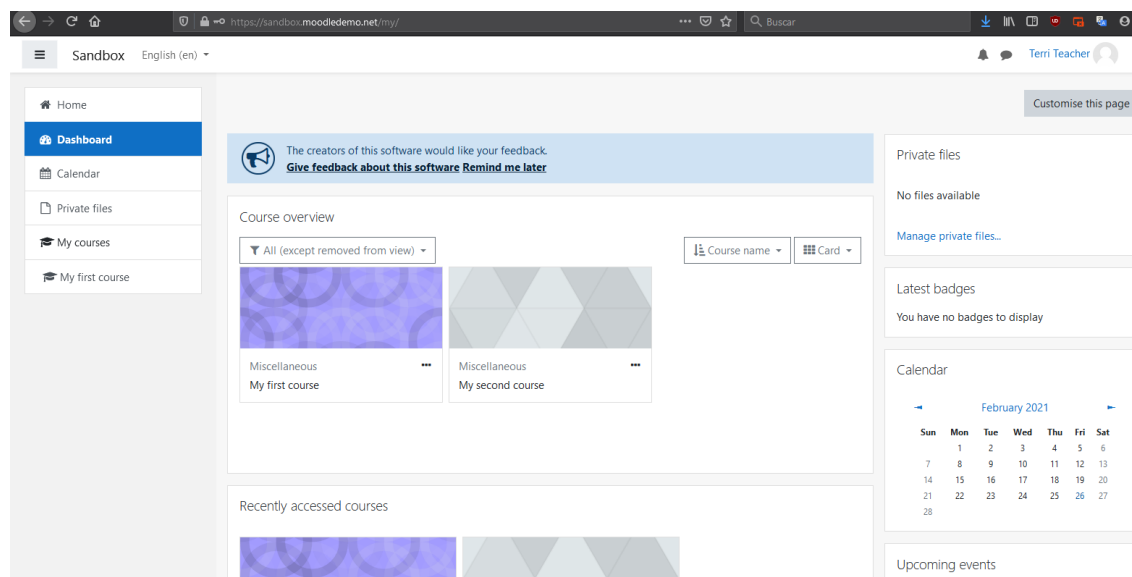 https://sandbox.moodledemo.net/my/
Buscar
Sandbox English (en)
Terri Teacher
Home
Dashboard
Calendar
Private files
My courses
My first course
Customise this page
The creators of this software would like your feedback.
Give feedback about this software Remind me later
Course overview
All (except removed from view)
Course name
Card
Miscellaneous
My first course
Miscellaneous
My second course
Recently accessed courses
Private files
No files available
Manage private files...
Latest badges
You have no badges to display
Calendar
February 2021
Sun Mon Tue Wed Thu Fri Sat
1 2 3 4 5 6
7 8 9 10 11 12 13
14 15 16 17 18 19 20
21 22 23 24 25 26 27
28
Upcoming events